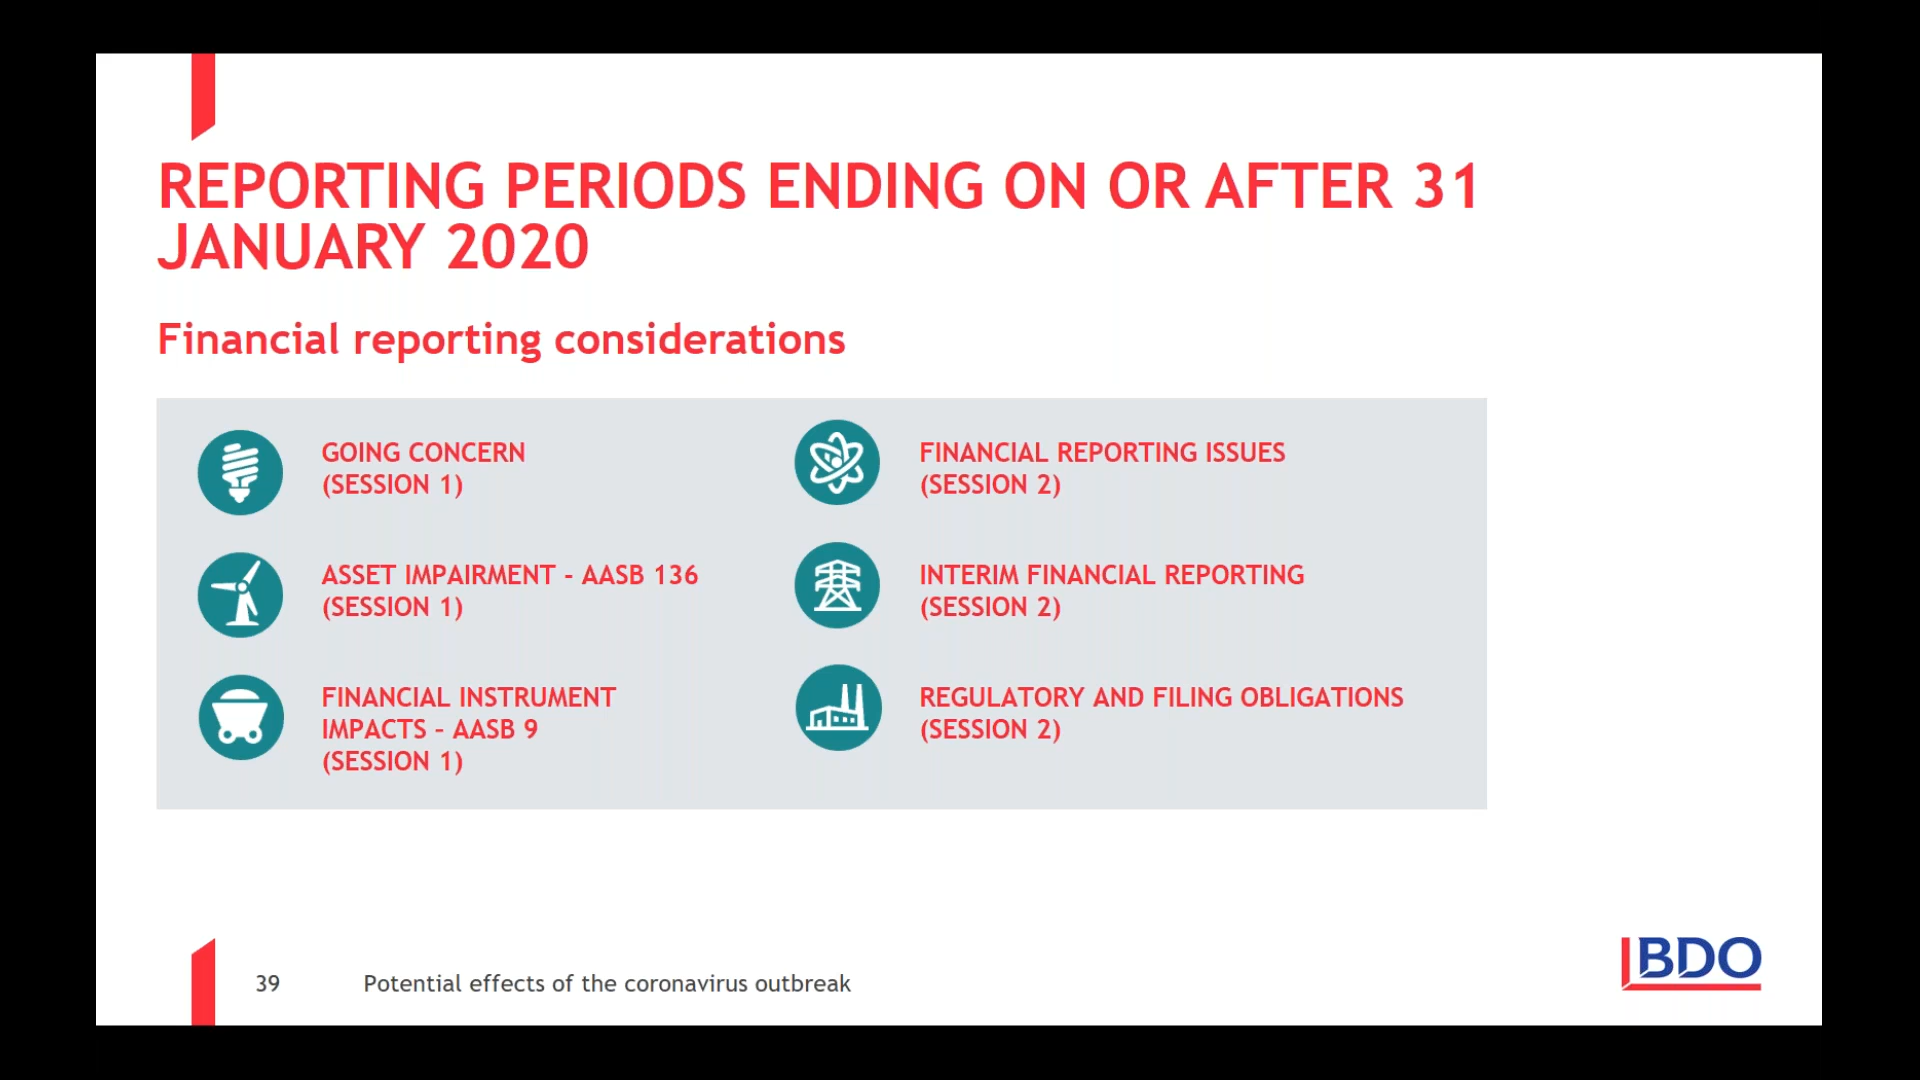 REPORTING PERIODS ENDING ON OR AFTER 31
JANUARY 2020
Financial reporting considerations
GOING CONCERN
(SESSION 1)
ASSET IMPAIRMENT - AASB 136
(SESSION 1)
FINANCIAL INSTRUMENT
IMPACTS – AASB 9
(SESSION 1)
FINANCIAL REPORTING ISSUES
(SESSION 2)
INTERIM FINANCIAL REPORTING
(SESSION 2)
REGULATORY AND FILING OBLIGATIONS
(SESSION 2)
39
Potential effects of the coronavirus outbreak
BDO